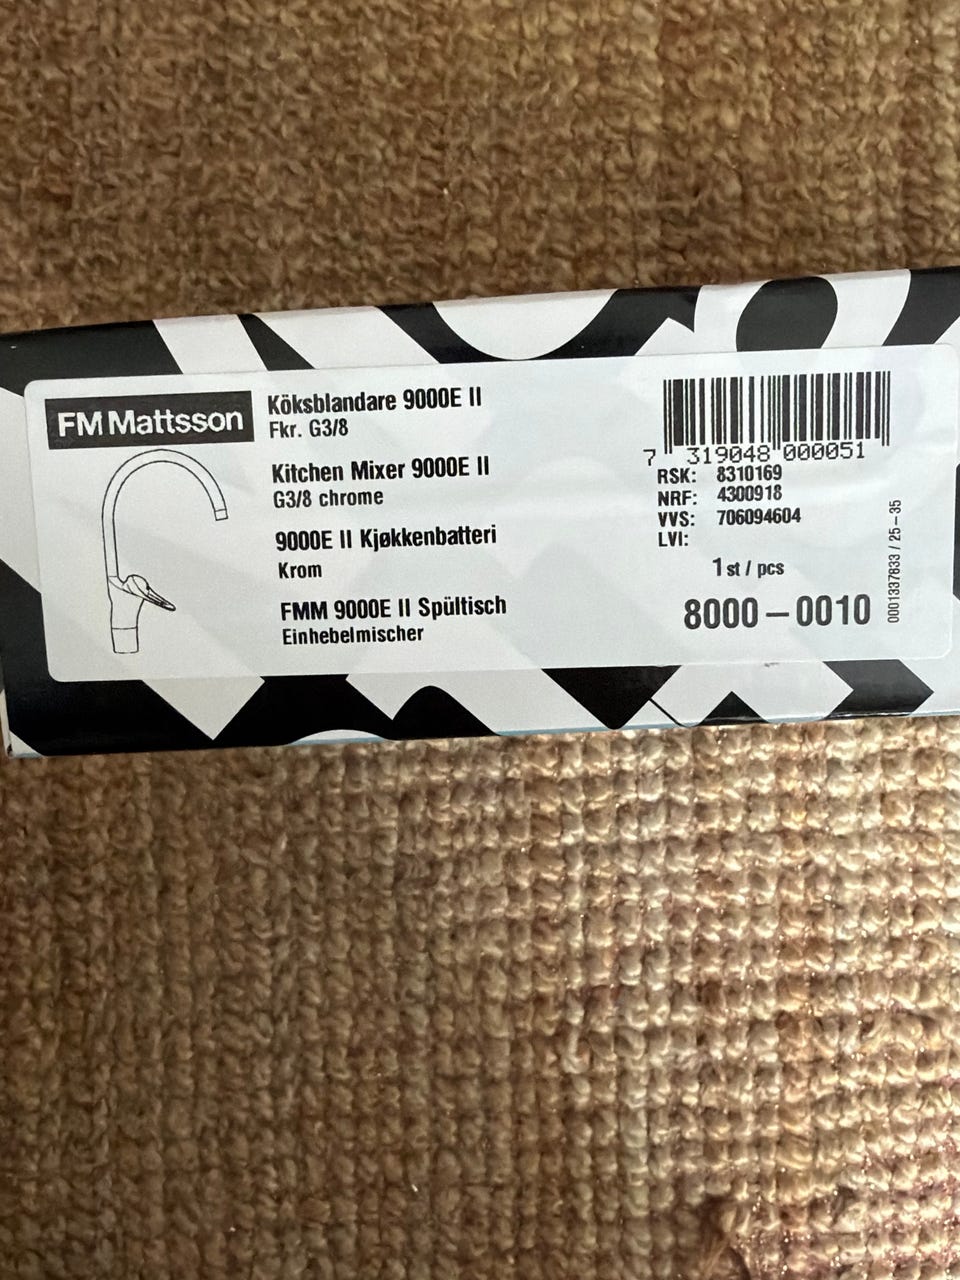 FM Mattsson
Köksblandare 9000E II
Fkr. G3/8
Kitchen Mixer 9000E II
G3/8 chrome
9000E II Kjøkkenbatteri
Krom
FMM 9000E II Spültisch
Einhebelmischer
7 319048 000051
RSK: 8310169
NRF: 4300918
VVS: 706094604
LVI:
1 st / pcs
8000-0010
0001337833 / 25-35